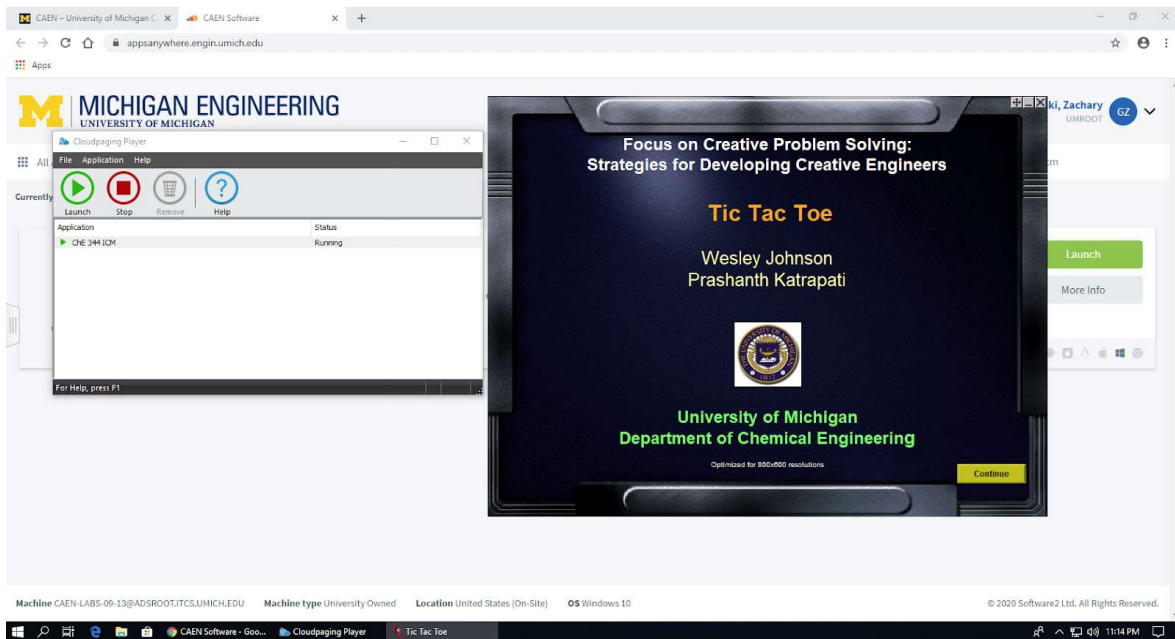 CAEN – University of Michigan C
CAEN Software
appsanywhere.engin.umich.edu
Apps
M
MICHIGAN ENGINEERING
UNIVERSITY OF MICHIGAN
ki, Zachary
UMROOT
GZ
All
Currently
Cloudpaging Player
File Application Help
Launch Stop Remove Help
Application Status
ChE 344 ICM Running
For Help, press F1
Focus on Creative Problem Solving:
Strategies for Developing Creative Engineers
Tic Tac Toe
Wesley Johnson
Prashanth Katrapati
University of Michigan
Department of Chemical Engineering
Optimized for 800x600 resolutions
Continue
Launch
More Info
Machine CAEN-LABS-09-13@ADSROOT.ITCS.UMICH.EDU Machine type University Owned Location United States (On-Site) OS Windows 10
© 2020 Software2 Ltd. All Rights Reserved.
CAEN Software - Goo... Cloudpaging Player Tic Tac Toe
11:14 PM